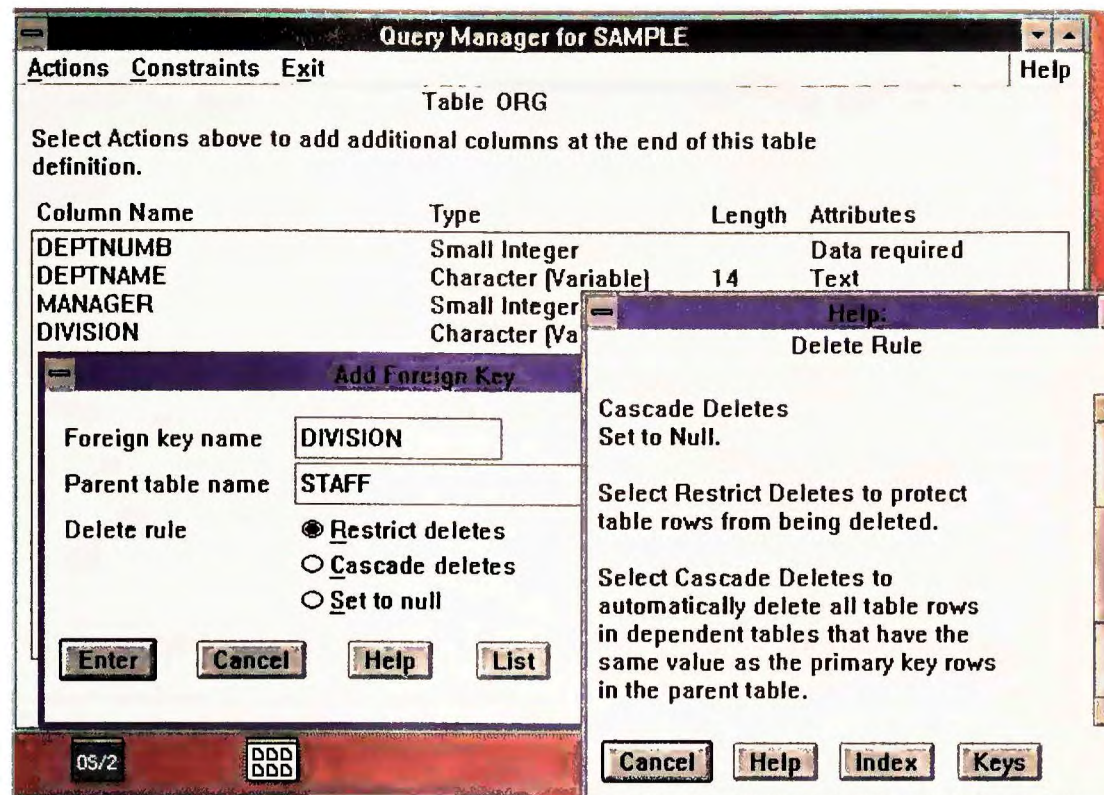 Query Manager for SAMPLE
Actions Constraints Exit Help
Table ORG
Select Actions above to add additional columns at the end of this table
definition.
Column Name Type Length Attributes
DEPTNUMB Small Integer Data required
DEPTNAME Character (Variable) 14 Text
MANAGER Small Integer
DIVISION Character (Va
Add Foreign Key
Foreign key name DIVISION
Parent table name STAFF
Delete rule Restrict deletes
Cascade deletes
Set to null
Enter Cancel Help List
Help:
Delete Rule
Cascade Deletes
Set to Null.
Select Restrict Deletes to protect
table rows from being deleted.
Select Cascade Deletes to
automatically delete all table rows
in dependent tables that have the
same value as the primary key rows
in the parent table.
Cancel Help Index Keys
OS/2